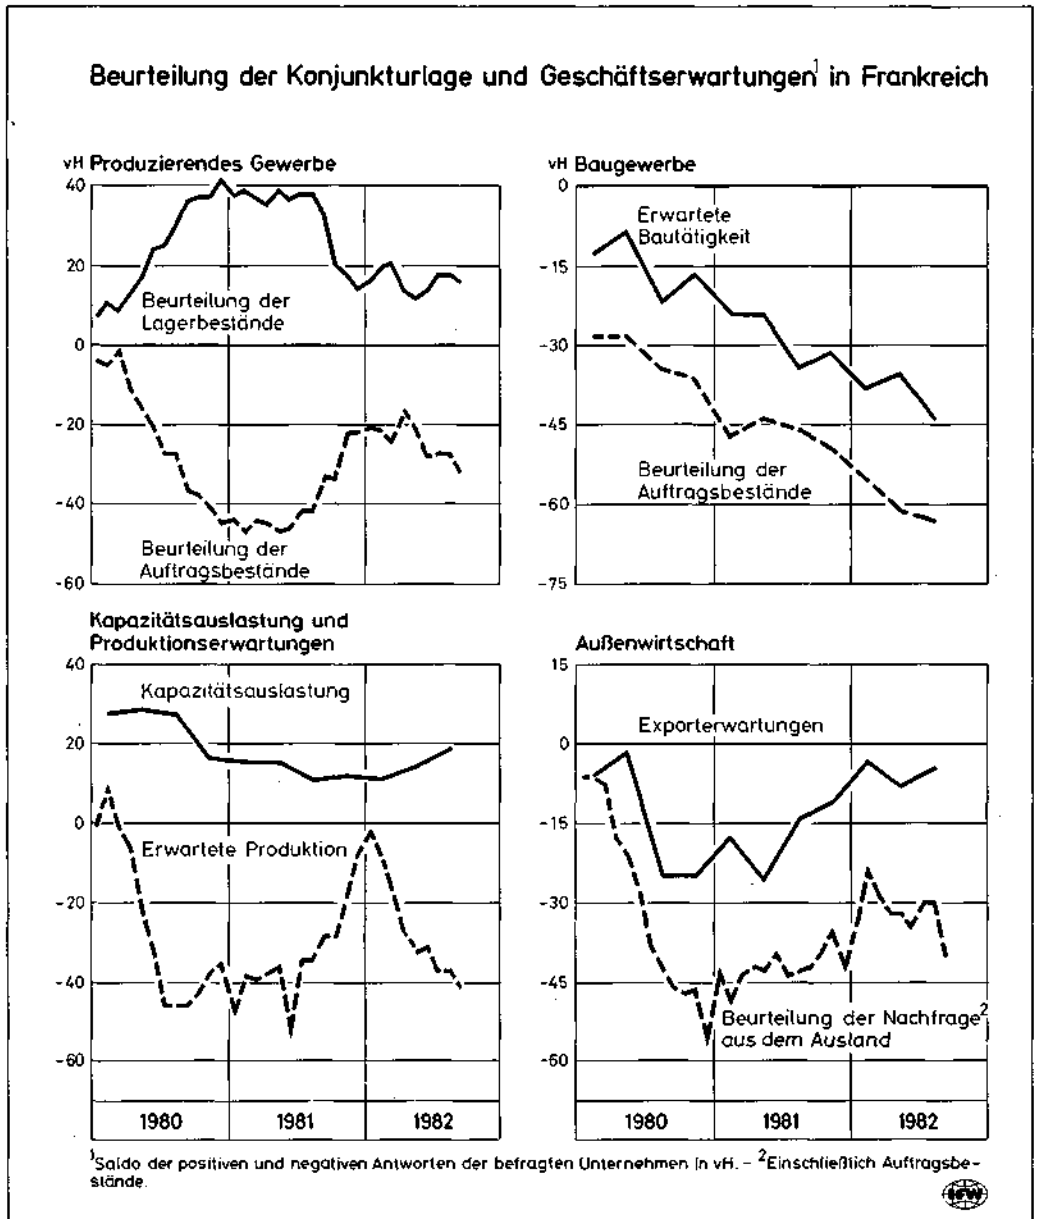 Beurteilung der Konjunkturlage und Geschäftserwartungen¹ in Frankreich
vH Produzierendes Gewerbe
40
20
0
-20
-40
-60
Beurteilung der
Lagerbestände
Beurteilung der
Auftragsbestände
vH Baugewerbe
0
-15
-30
-45
-60
-75
Erwartete
Bautätigkeit
Beurteilung der
Auftragsbestände
Kapazitätsauslastung und
Produktionserwartungen
40
20
0
-20
-40
-60
Kapazitätsauslastung
Erwartete Produktion
1980 1981 1982
Außenwirtschaft
15
0
-15
-30
-45
-60
Exporterwartungen
Beurteilung der Nachfrage²
aus dem Ausland
1980 1981 1982
¹Saldo der positiven und negativen Antworten der befragten Unternehmen in vH. – ²Einschließlich Auftragsbe-
stände.
IfW